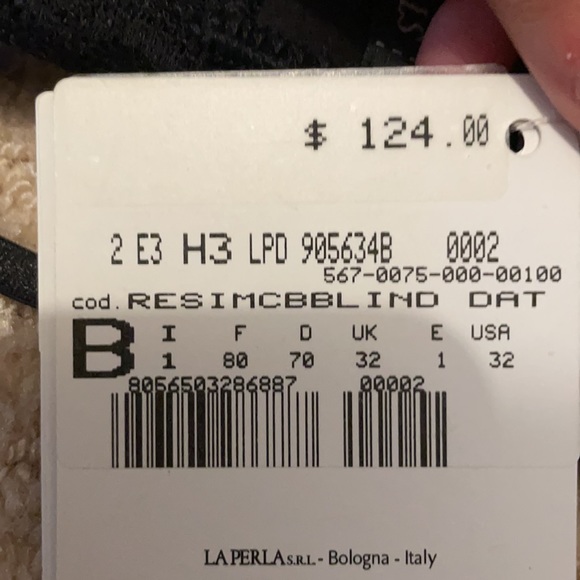 $ 124.00
2 E3 H3 LPD 905634B 0002
567-0075-000-00100
cod. RESIMCBBLIND DAT
B I F D UK E USA
1 80 70 32 1 32
8056503286887 00002
LA PERLA S.R.L. - Bologna - Italy